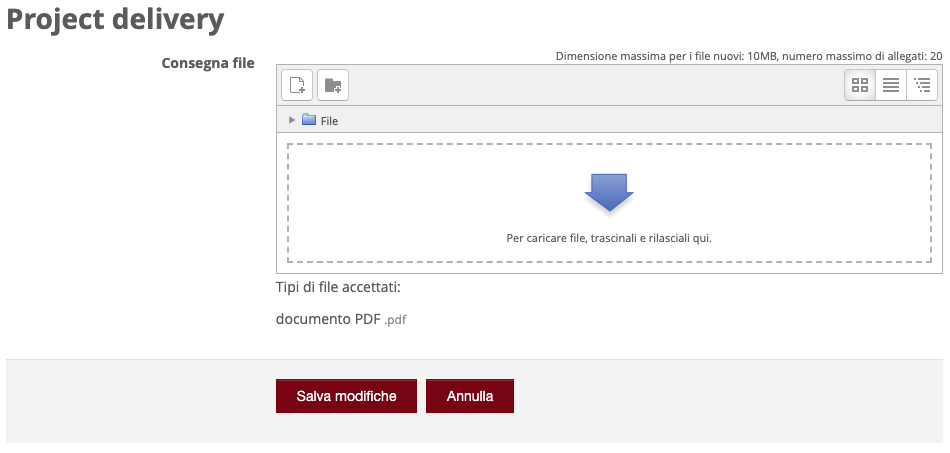 Project delivery
Consegna file
Dimensione massima per i file nuovi: 10MB, numero massimo di allegati: 20
File
Per caricare file, trascinali e rilasciali qui.
Tipi di file accettati:
documento PDF .pdf
Salva modifiche Annulla